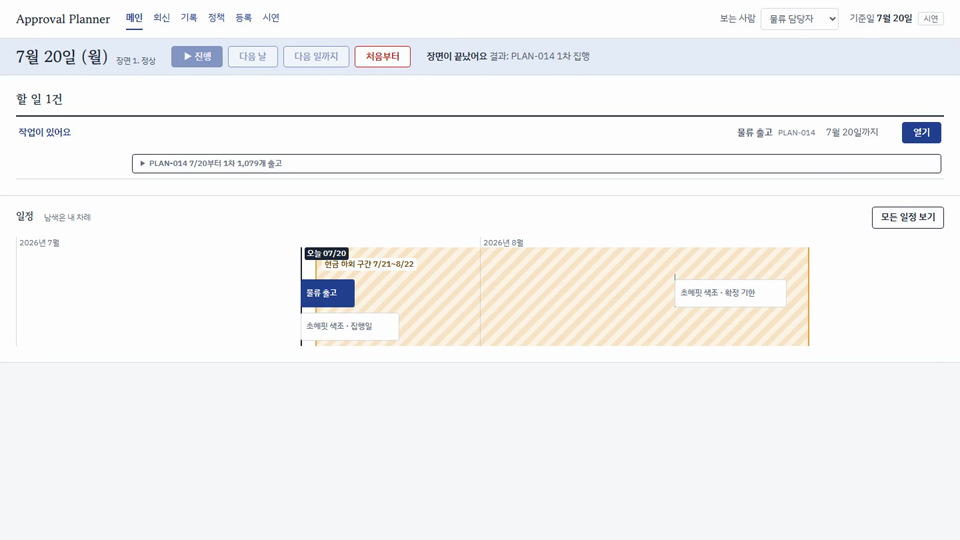 Approval Planner 메인 회신 기록 정책 등록 시연 보는 사람 물류 담당자 기준일 7월 20일 시연
7월 20일 (월) 장면 1. 정상 ▶ 진행 다음 날 다음 일까지 처음부터 장면이 끝났어요 결과: PLAN-014 1차 집행
할 일 1건
작업이 있어요 물류 출고 PLAN-014 7월 20일까지 열기
▶ PLAN-014 7/20부터 1차 1,079개 출고
일정 남색은 내 차례 모든 일정 보기
2026년 7월 2026년 8월
오늘 07/20
현금 하회 구간 7/21~8/22
물류 출고 초헤핏 색조 · 확정 기한
초헤핏 색조 · 집행일